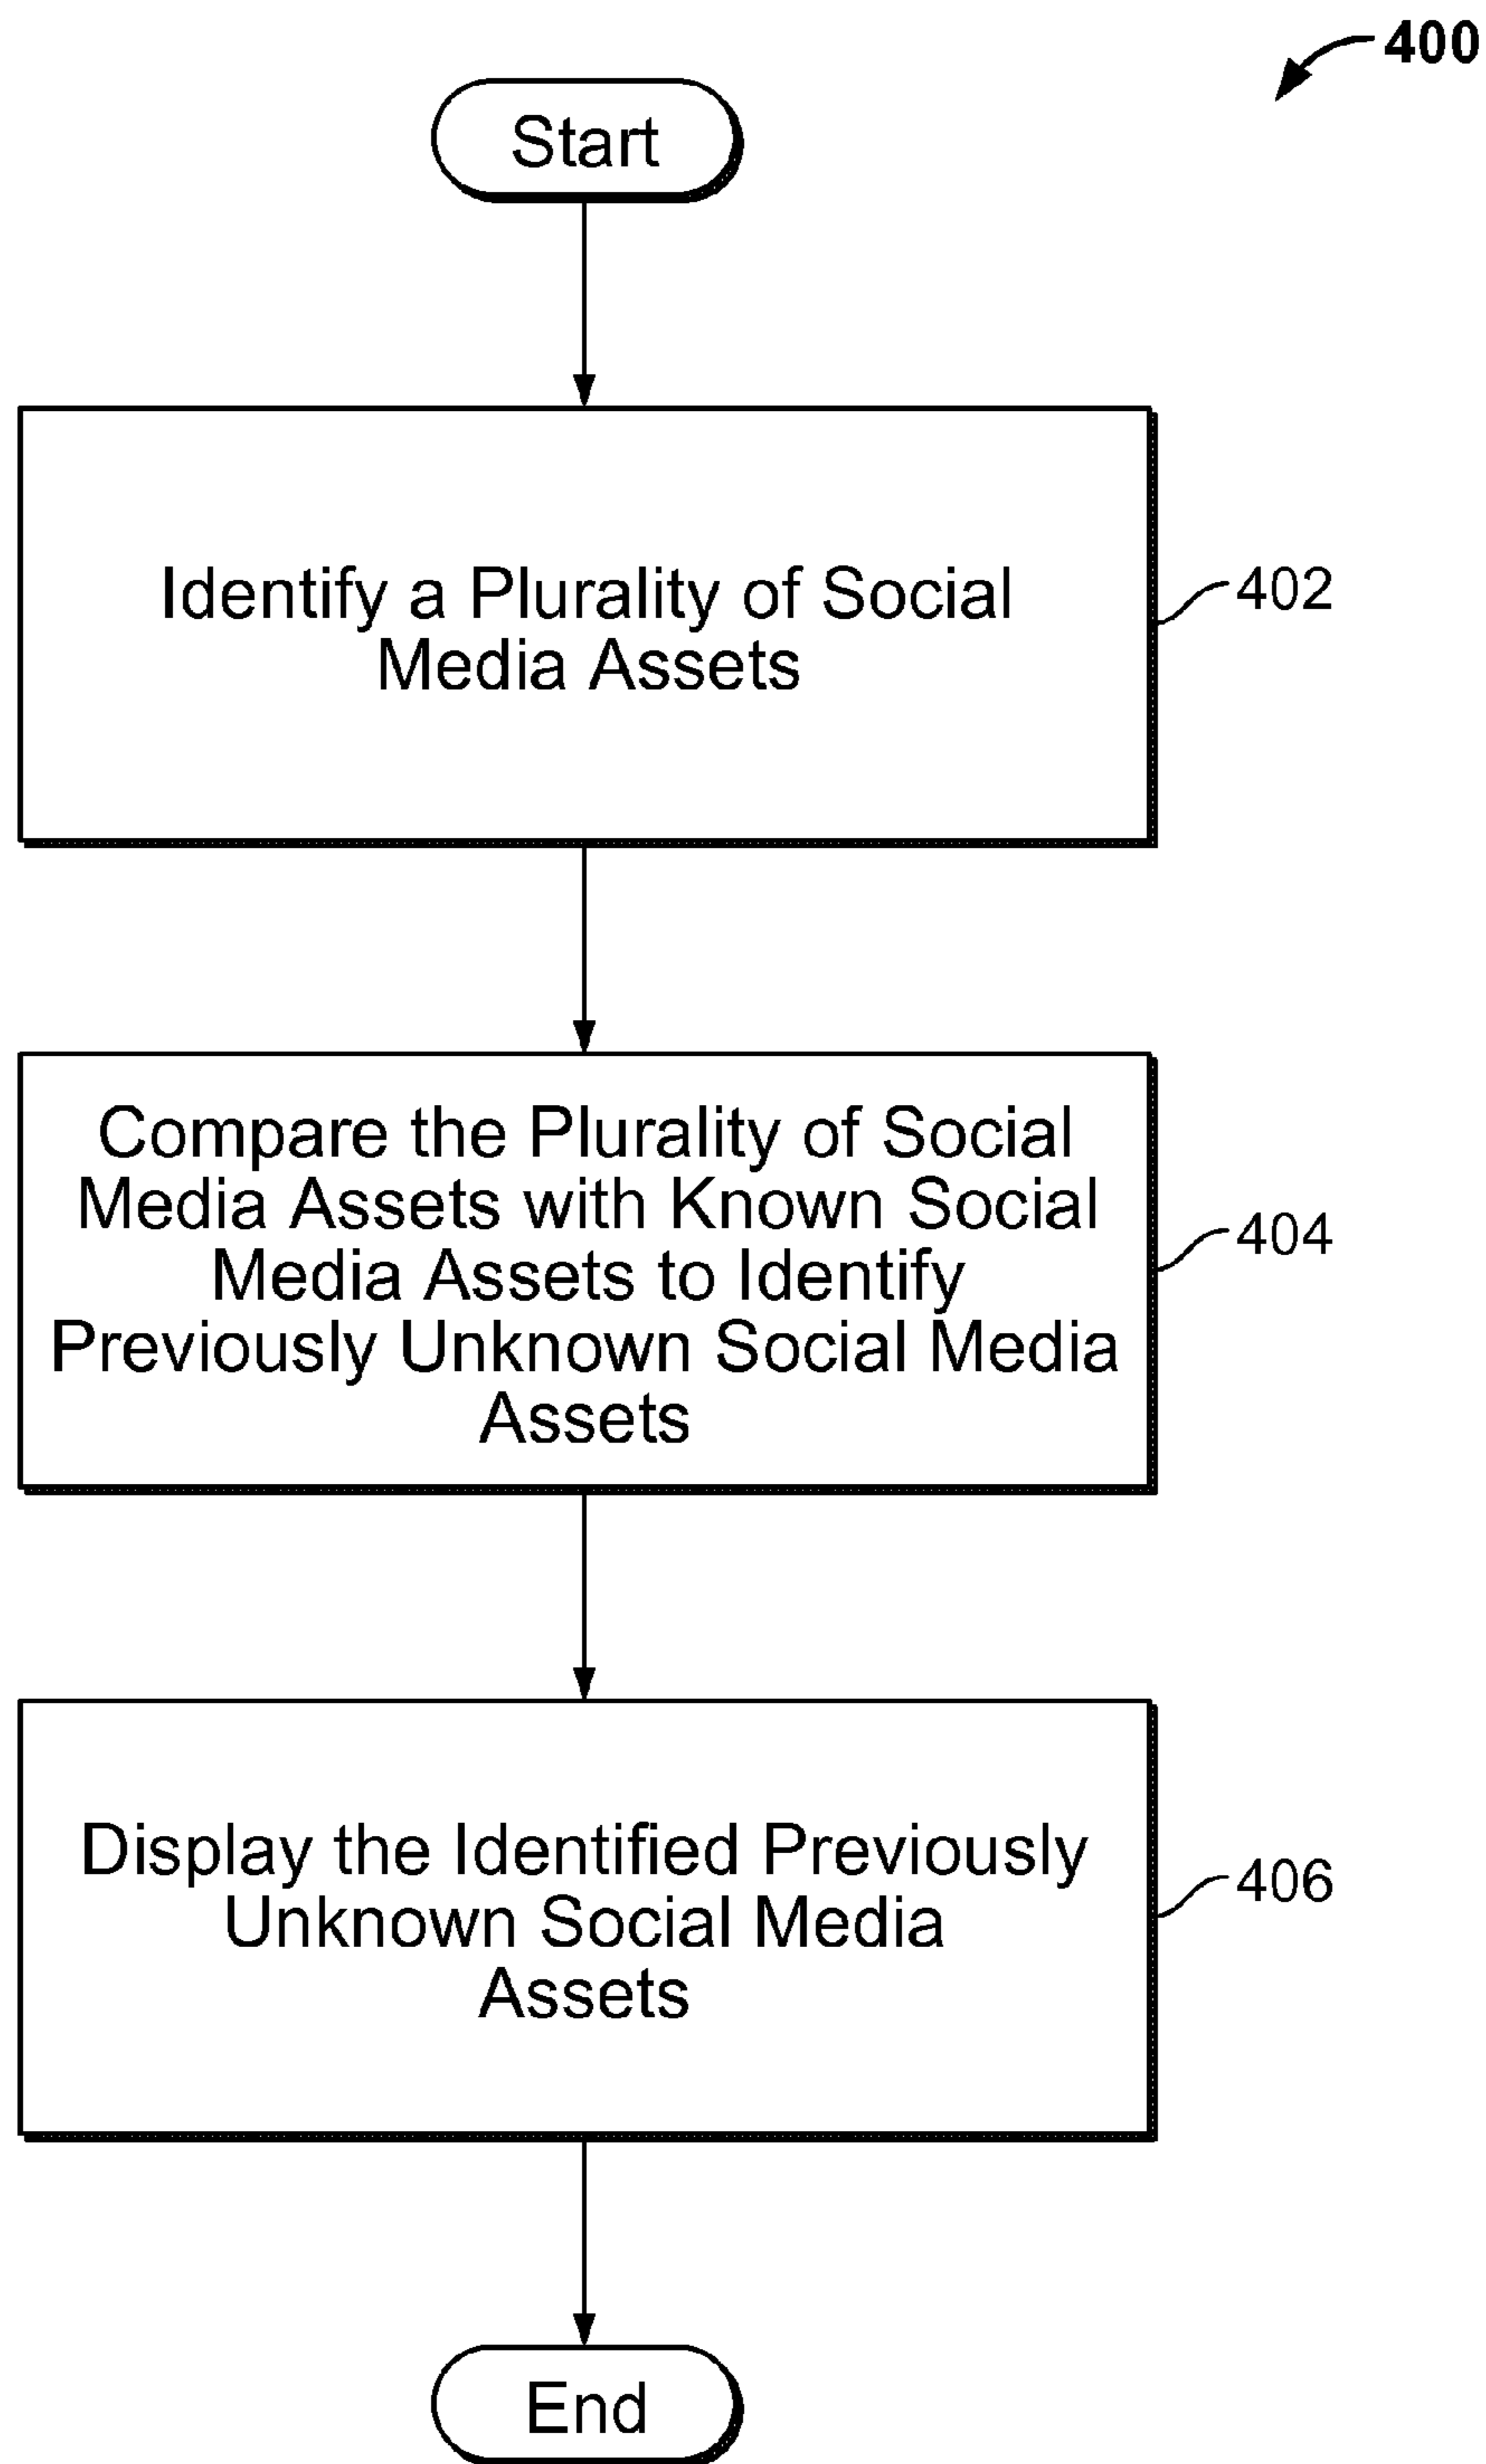 400
Start
Identify a Plurality of Social
Media Assets
402
Compare the Plurality of Social
Media Assets with Known Social
Media Assets to Identify
Previously Unknown Social Media
Assets
404
Display the Identified Previously
Unknown Social Media
Assets
406
End